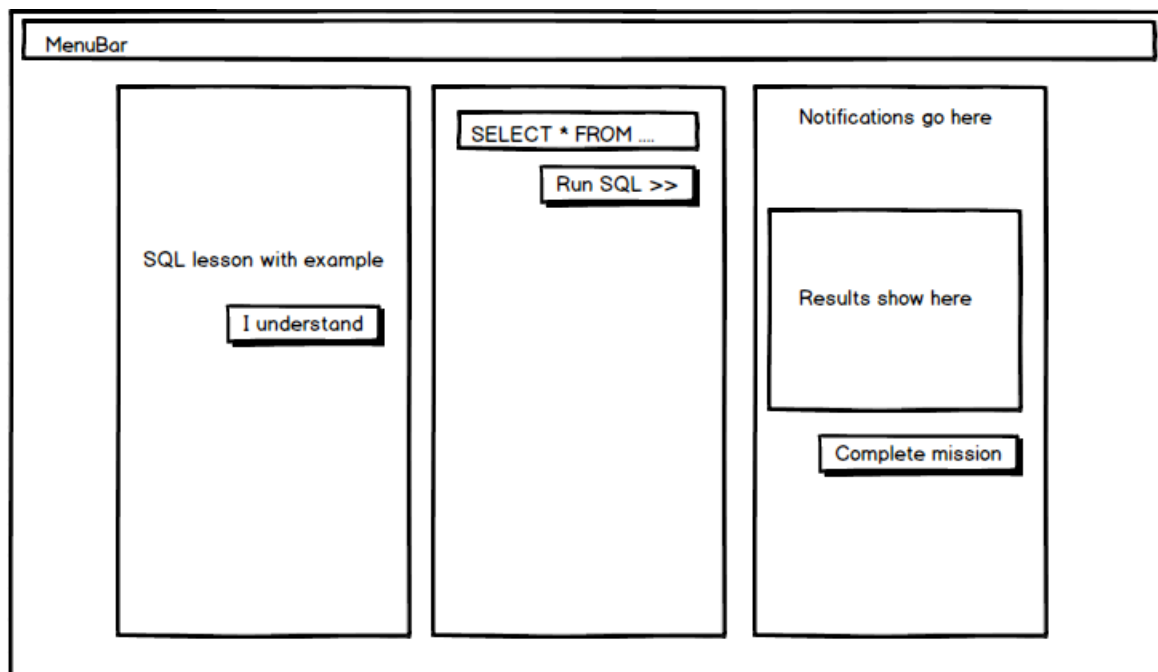 MenuBar
SQL lesson with example
I understand
SELECT * FROM ....
Run SQL >>
Notifications go here
Results show here
Complete mission